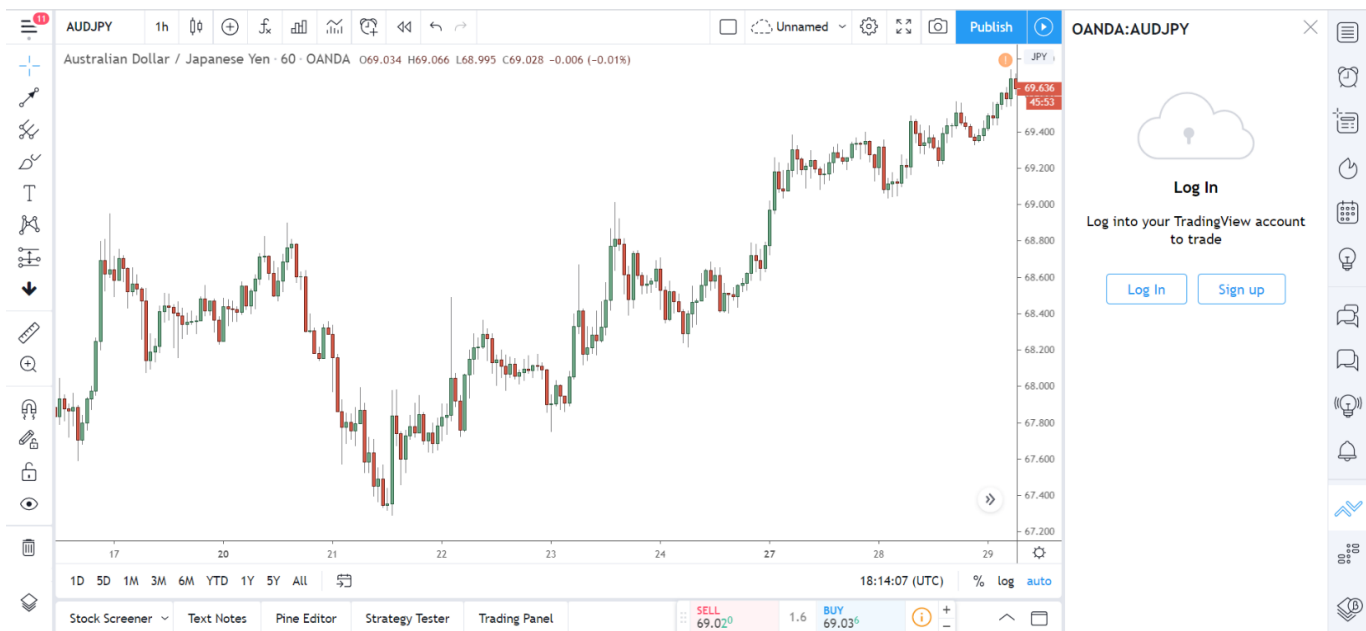 11
AUDJPY
1h
Unnamed
Publish
Australian Dollar / Japanese Yen · 60 · OANDA O69.034 H69.066 L68.995 C69.028 -0.006 (-0.01%)
JPY
69.636
45:53
69.400
69.200
69.000
68.800
68.600
68.400
68.200
68.000
67.800
67.600
67.400
67.200
17 20 21 22 23 24 27 28 29
1D 5D 1M 3M 6M YTD 1Y 5Y All
18:14:07 (UTC) % log auto
Stock Screener Text Notes Pine Editor Strategy Tester Trading Panel
SELL
69.020
1.6
BUY
69.036
OANDA:AUDJPY
Log In
Log into your TradingView account
to trade
Log In Sign up